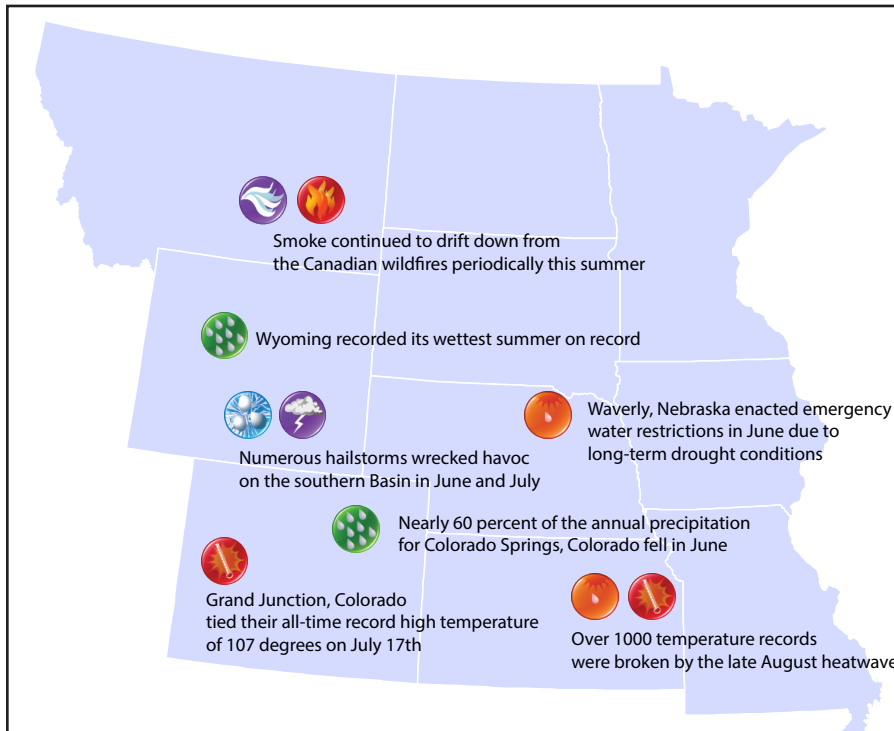 Smoke continued to drift down from
the Canadian wildfires periodically this summer
Wyoming recorded its wettest summer on record
Waverly, Nebraska enacted emergency
water restrictions in June due to
long-term drought conditions
Numerous hailstorms wrecked havoc
on the southern Basin in June and July
Nearly 60 percent of the annual precipitation
for Colorado Springs, Colorado fell in June
Grand Junction, Colorado
tied their all-time record high temperature
of 107 degrees on July 17th
Over 1000 temperature records
were broken by the late August heatwave